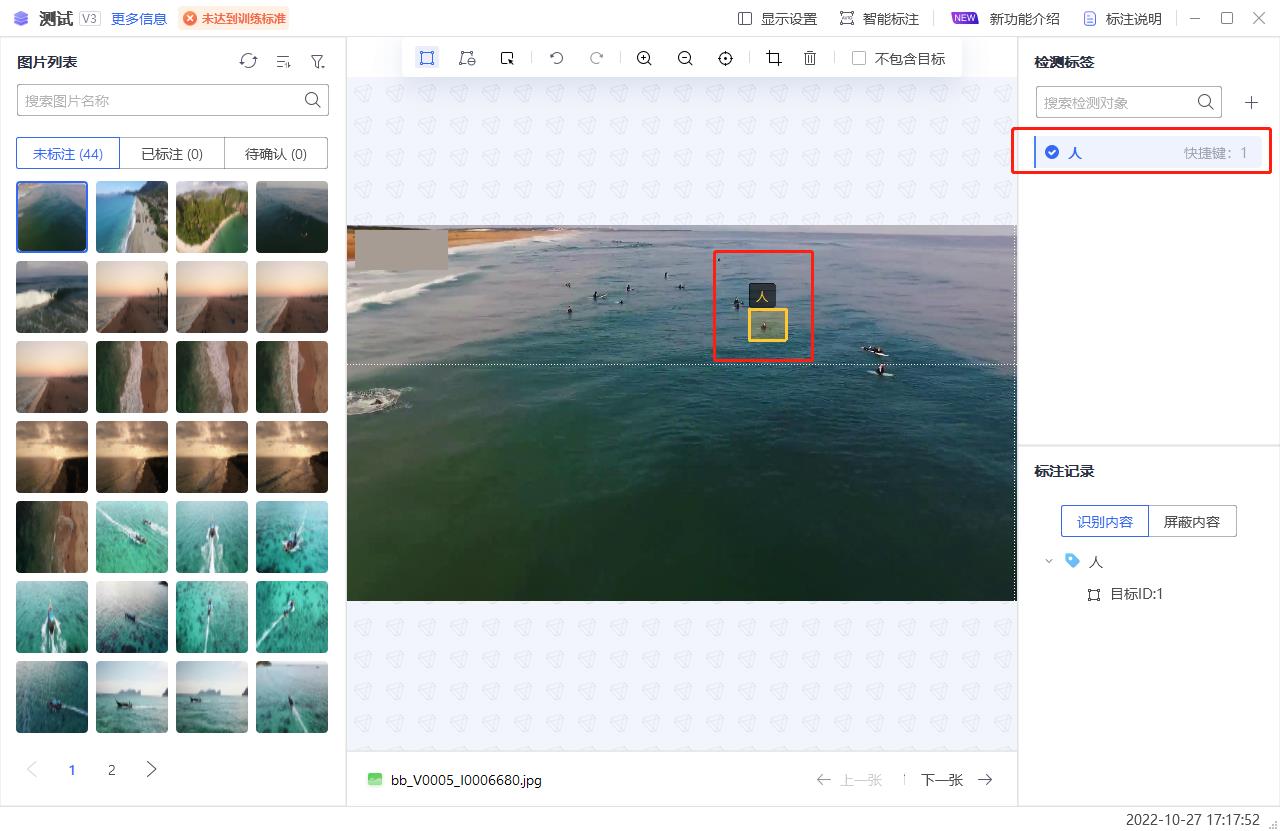 测试 V3 更多信息 未达到训练标准 显示设置 智能标注 NEW 新功能介绍 标注说明
图片列表
搜索图片名称
未标注 (44) 已标注 (0) 待确认 (0)
1 2
不包含目标
人
bb_V0005_I0006680.jpg 上一张 下一张
检测标签
搜索检测对象
人 快捷键：1
标注记录
识别内容 屏蔽内容
人
目标ID:1
2022-10-27 17:17:52